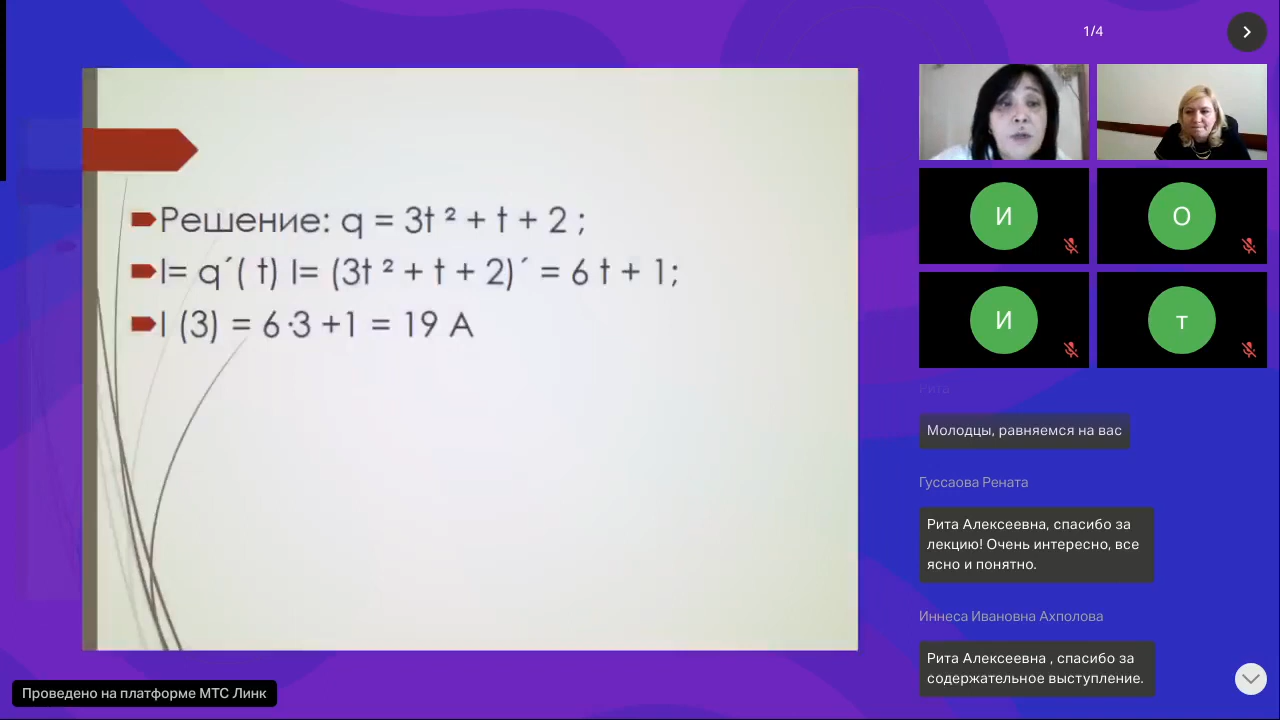 1/4
Решение: q = 3t ² + t + 2 ;
I= q´( t) I= (3t ² + t + 2)´ = 6 t + 1;
I (3) = 6 ·3 +1 = 19 А
И
О
И
т
Рита
Молодцы, равняемся на вас
Гуссаова Рената
Рита Алексеевна, спасибо за
лекцию! Очень интересно, все
ясно и понятно.
Иннеса Ивановна Ахполова
Рита Алексеевна , спасибо за
содержательное выступление.
Проведено на платформе МТС Линк